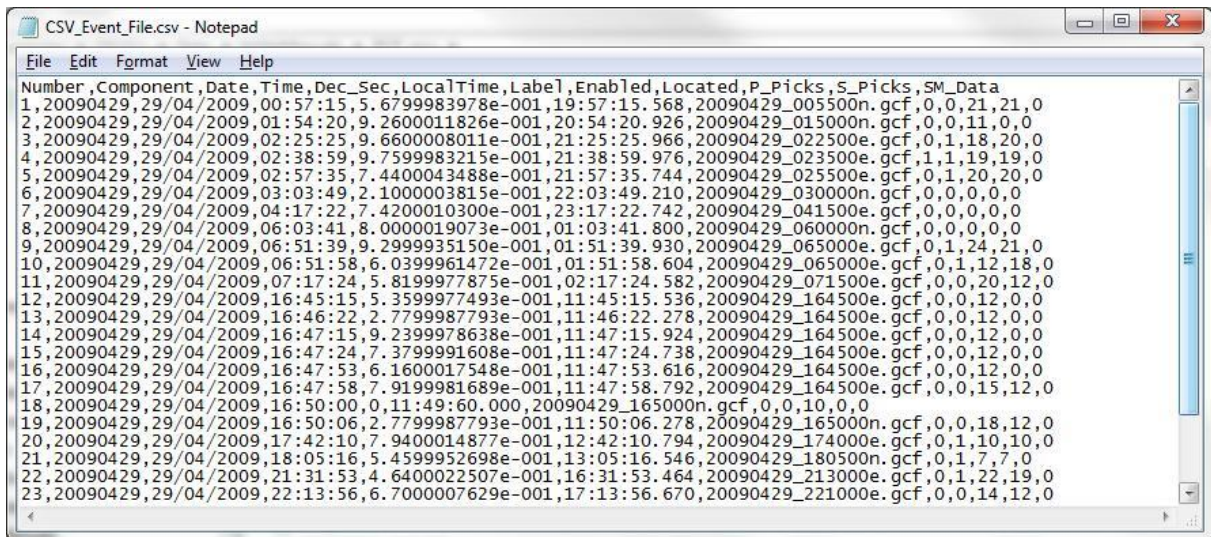 CSV_Event_File.csv - Notepad
File Edit Format View Help
Number,Component,Date,Time,Dec_Sec,LocalTime,Label,Enabled,Located,P_Picks,S_Picks,SM_Data
1,20090429,29/04/2009,00:57:15,5.6799983978e-001,19:57:15.568,20090429_005500n.gcf,0,0,21,21,0
2,20090429,29/04/2009,01:54:20,9.2600011826e-001,20:54:20.926,20090429_015000n.gcf,0,0,11,0,0
3,20090429,29/04/2009,02:25:25,9.6600008011e-001,21:25:25.966,20090429_022500e.gcf,0,1,18,20,0
4,20090429,29/04/2009,02:38:59,9.7599983215e-001,21:38:59.976,20090429_023500e.gcf,1,1,19,19,0
5,20090429,29/04/2009,02:57:35,7.4400043488e-001,21:57:35.744,20090429_025500e.gcf,0,1,20,20,0
6,20090429,29/04/2009,03:03:49,2.1000003815e-001,22:03:49.210,20090429_030000n.gcf,0,0,0,0,0
7,20090429,29/04/2009,04:17:22,7.4200010300e-001,23:17:22.742,20090429_041500e.gcf,0,0,0,0,0
8,20090429,29/04/2009,06:03:41,8.0000019073e-001,01:03:41.800,20090429_060000n.gcf,0,0,0,0,0
9,20090429,29/04/2009,06:51:39,9.2999935150e-001,01:51:39.930,20090429_065000e.gcf,0,1,24,21,0
10,20090429,29/04/2009,06:51:58,6.0399961472e-001,01:51:58.604,20090429_065000e.gcf,0,1,12,18,0
11,20090429,29/04/2009,07:17:24,5.8199977875e-001,02:17:24.582,20090429_071500e.gcf,0,0,20,12,0
12,20090429,29/04/2009,16:45:15,5.3599977493e-001,11:45:15.536,20090429_164500e.gcf,0,0,12,0,0
13,20090429,29/04/2009,16:46:22,2.7799987793e-001,11:46:22.278,20090429_164500e.gcf,0,0,12,0,0
14,20090429,29/04/2009,16:47:15,9.2399978638e-001,11:47:15.924,20090429_164500e.gcf,0,0,12,0,0
15,20090429,29/04/2009,16:47:24,7.3799991608e-001,11:47:24.738,20090429_164500e.gcf,0,0,12,0,0
16,20090429,29/04/2009,16:47:53,6.1600017548e-001,11:47:53.616,20090429_164500e.gcf,0,0,12,0,0
17,20090429,29/04/2009,16:47:58,7.9199981689e-001,11:47:58.792,20090429_164500e.gcf,0,0,15,12,0
18,20090429,29/04/2009,16:50:00,0,11:49:60.000,20090429_165000n.gcf,0,0,10,0,0
19,20090429,29/04/2009,16:50:06,2.7799987793e-001,11:50:06.278,20090429_165000n.gcf,0,0,18,12,0
20,20090429,29/04/2009,17:42:10,7.9400014877e-001,12:42:10.794,20090429_174000e.gcf,0,1,10,10,0
21,20090429,29/04/2009,18:05:16,5.4599952698e-001,13:05:16.546,20090429_180500n.gcf,0,1,7,7,0
22,20090429,29/04/2009,21:31:53,4.6400022507e-001,16:31:53.464,20090429_213000e.gcf,0,1,22,19,0
23,20090429,29/04/2009,22:13:56,6.7000007629e-001,17:13:56.670,20090429_221000e.gcf,0,0,14,12,0